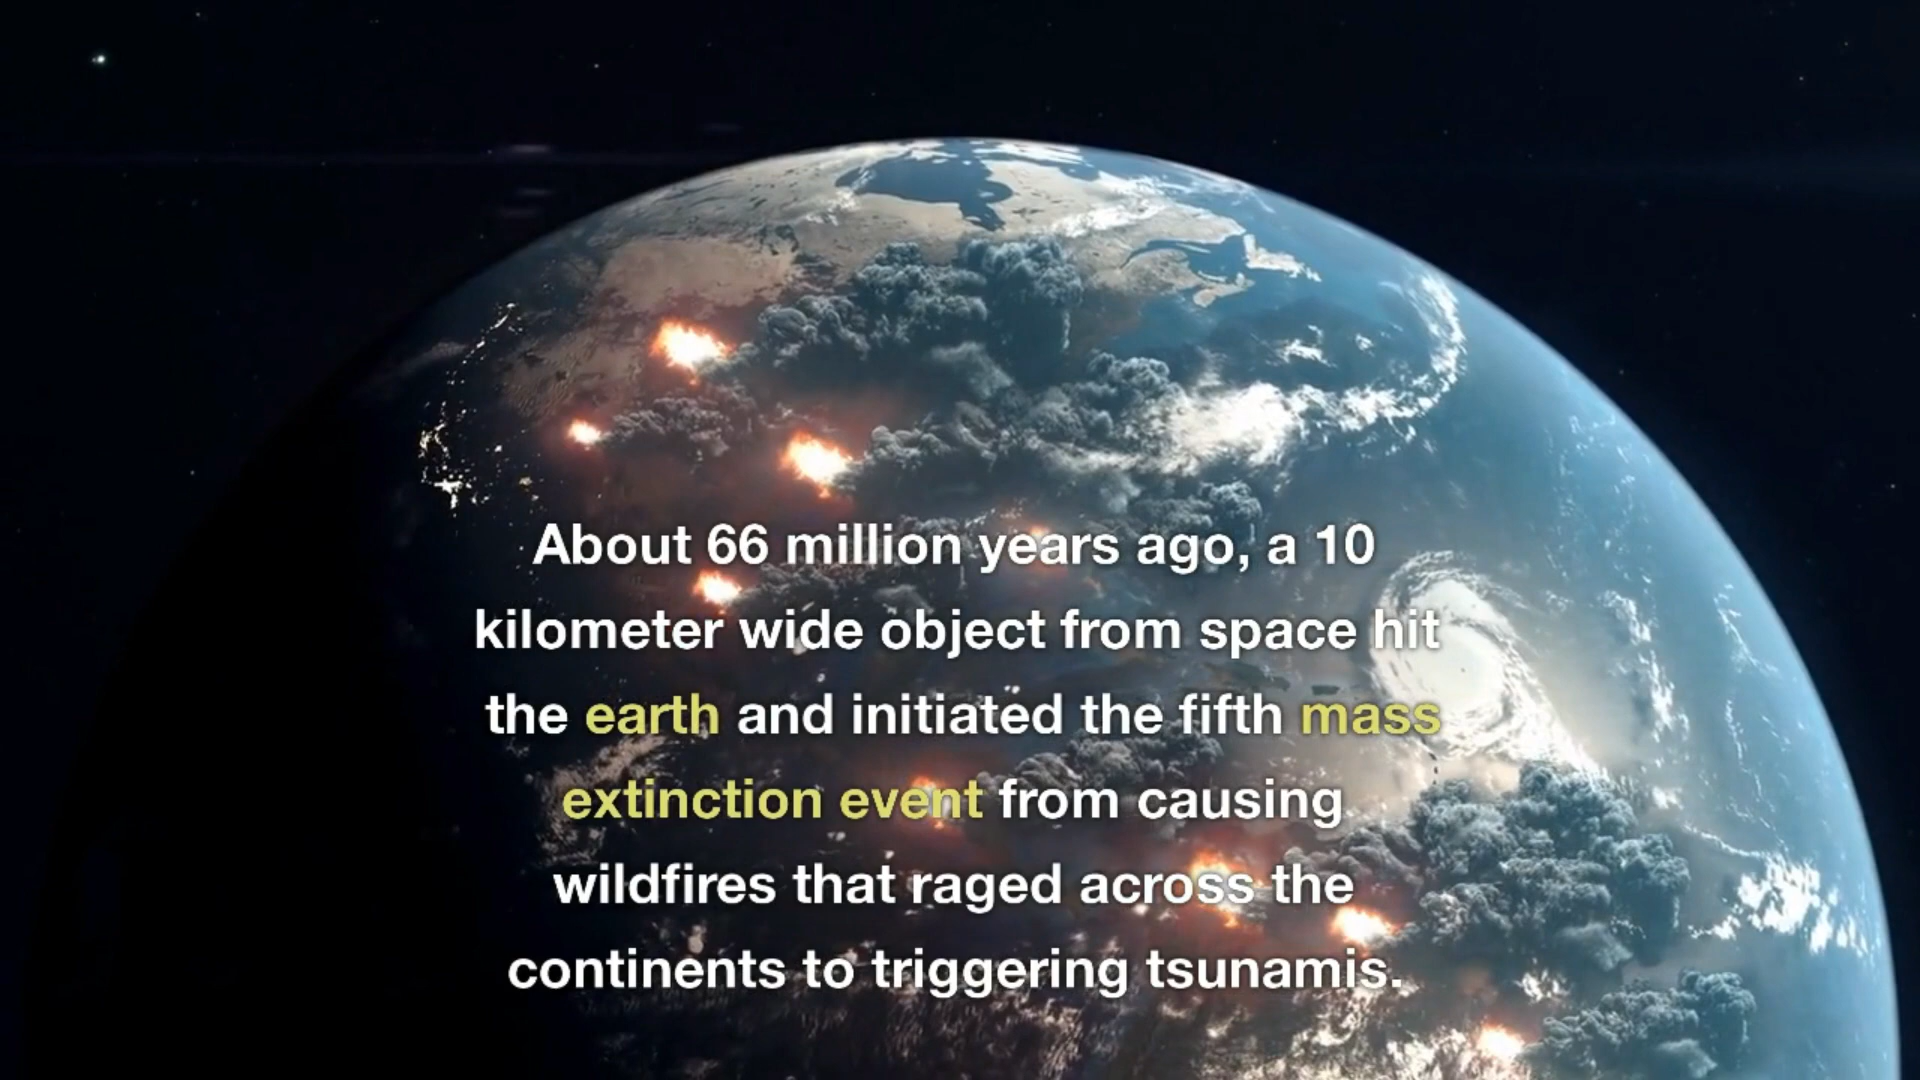 About 66 million years ago, a 10
kilometer wide object from space hit
the earth and initiated the fifth mass
extinction event from causing
wildfires that raged across the
continents to triggering tsunamis.